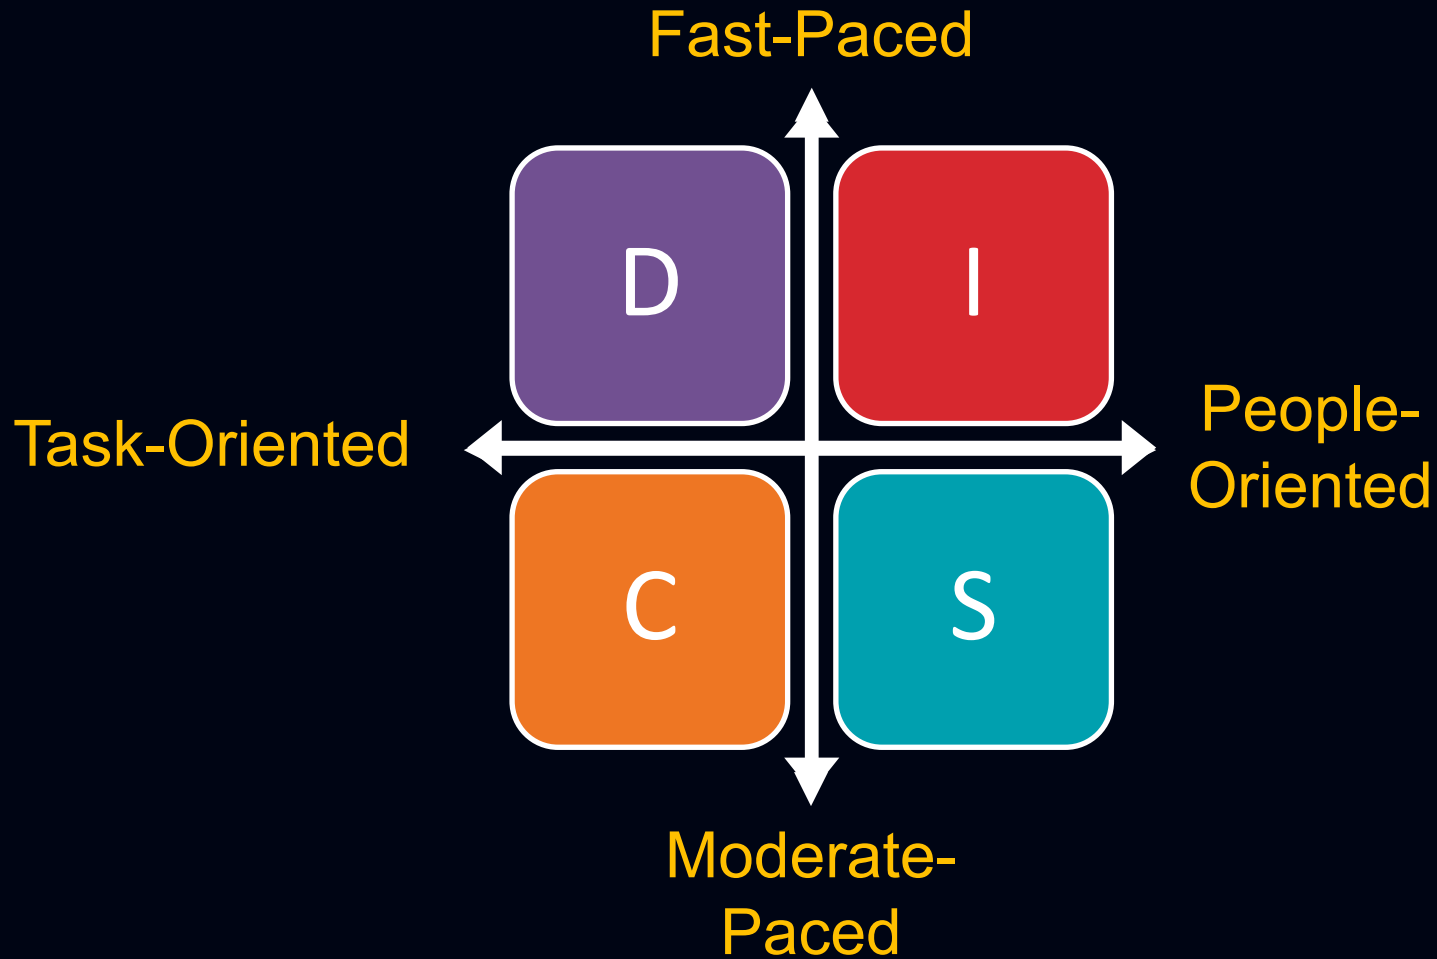 Fast-Paced
D
I
Task-Oriented
People-
Oriented
C
S
Moderate-
Paced